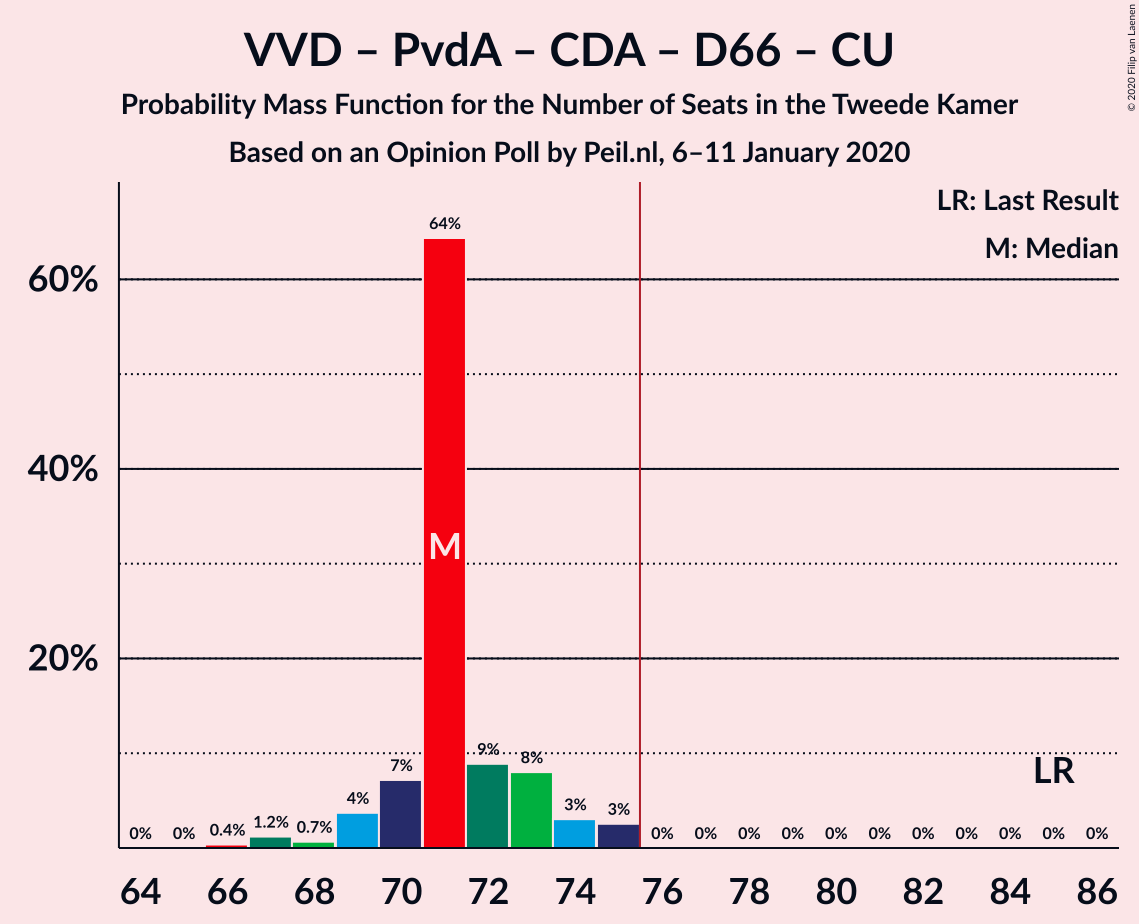 VVD – PvdA – CDA – D66 – CU
Probability Mass Function for the Number of Seats in the Tweede Kamer
Based on an Opinion Poll by Peil.nl, 6–11 January 2020
© 2020 Filip van Laenen
LR: Last Result
M: Median
60%
40%
20%
0% 0% 0.4% 1.2% 0.7% 4% 7% 64% 9% 8% 3% 3% 0% 0% 0% 0% 0% 0% 0% 0% 0% 0% 0%
M
LR
64 66 68 70 72 74 76 78 80 82 84 86